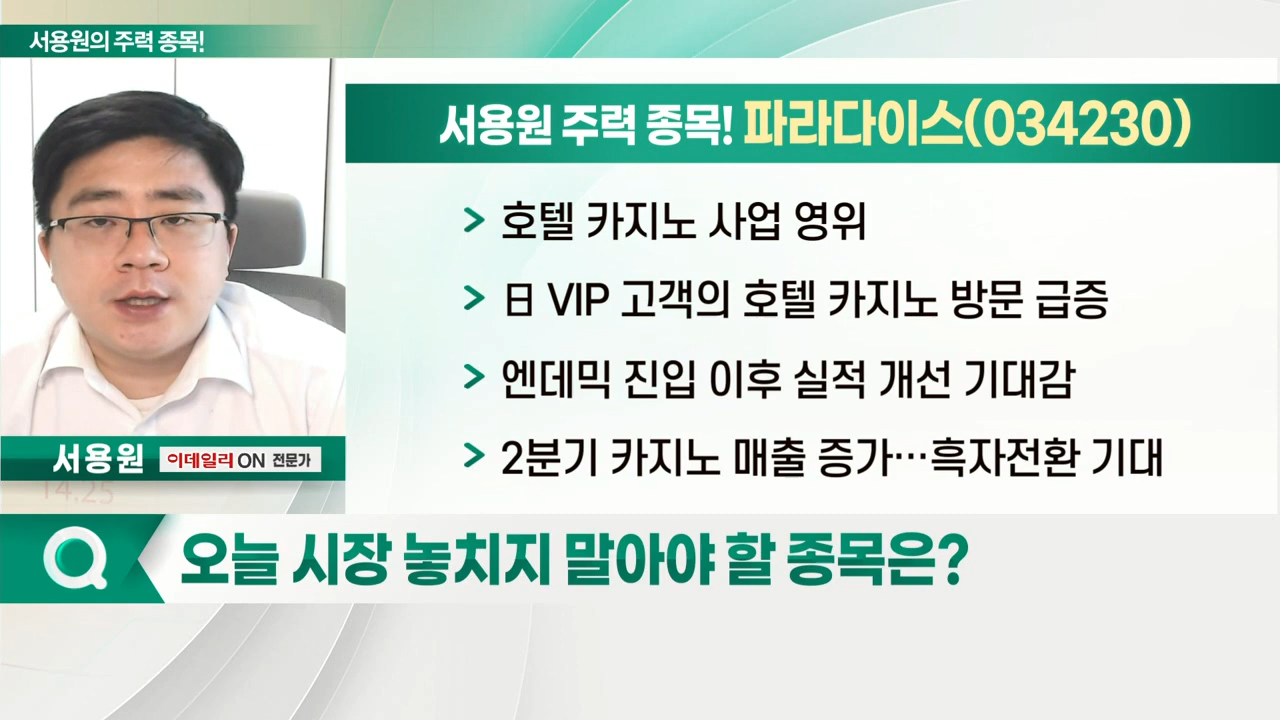 서용원의 주력 종목!
서용원 주력 종목! 파라다이스(034230)
> 호텔 카지노 사업 영위
> 日 VIP 고객의 호텔 카지노 방문 급증
> 엔데믹 진입 이후 실적 개선 기대감
> 2분기 카지노 매출 증가…흑자전환 기대
서용원 이데일리 ON 전문가
14.25
Q 오늘 시장 놓치지 말아야 할 종목은?